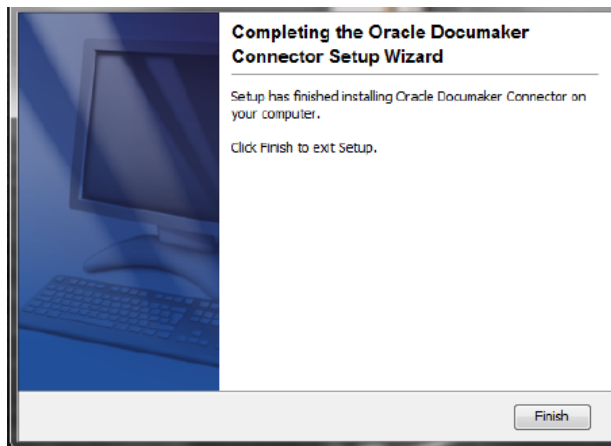 Completing the Oracle Documaker
Connector Setup Wizard
Setup has finished installing Oracle Documaker Connector on
your computer.
Click Finish to exit Setup.
Finish